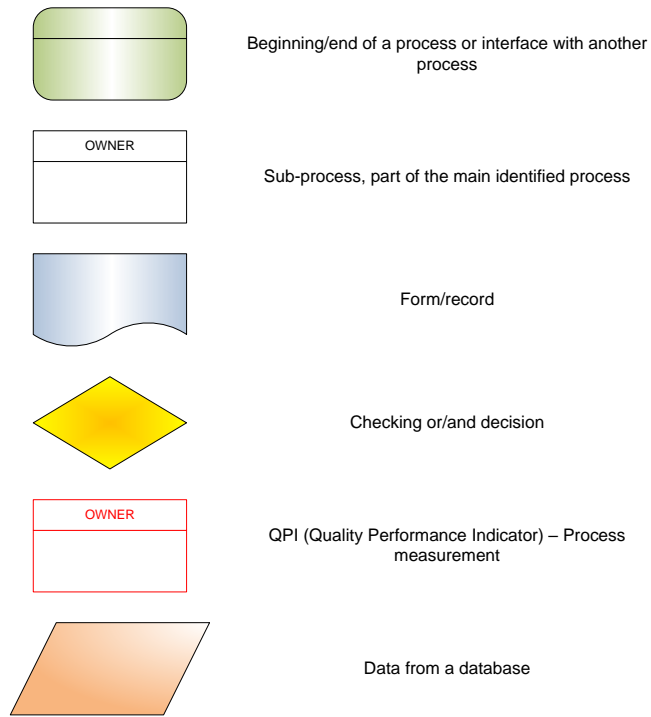 Beginning/end of a process or interface with another
process
OWNER
Sub-process, part of the main identified process
Form/record
Checking or/and decision
OWNER
QPI (Quality Performance Indicator) – Process
measurement
Data from a database